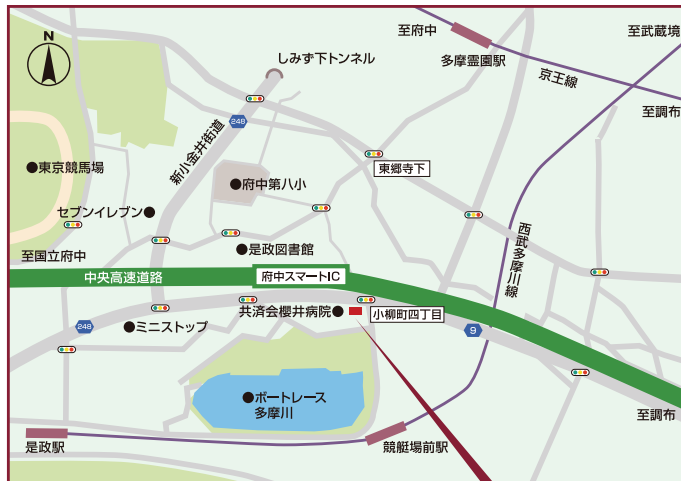 N
至府中
多摩霊園駅
京王線
至武蔵境
至調布
しみず下トンネル
248
新小金井街道
東京競馬場
府中第八小
東郷寺下
セブンイレブン
是政図書館
西武多摩川線
至国立府中
中央高速道路
府中スマートIC
248
ミニストップ
共済会櫻井病院
小柳町四丁目
9
ボートレース
多摩川
至調布
是政駅
競艇場前駅